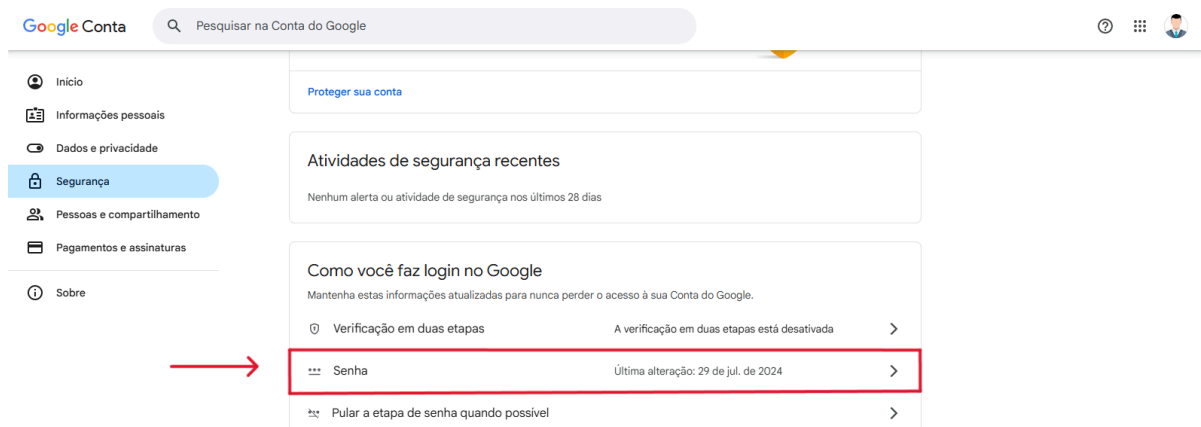 Google Conta
Pesquisar na Conta do Google
Início
Informações pessoais
Dados e privacidade
Segurança
Pessoas e compartilhamento
Pagamentos e assinaturas
Sobre
Proteger sua conta
Atividades de segurança recentes
Nenhum alerta ou atividade de segurança nos últimos 28 dias
Como você faz login no Google
Mantenha estas informações atualizadas para nunca perder o acesso à sua Conta do Google.
Verificação em duas etapas A verificação em duas etapas está desativada
Senha Última alteração: 29 de jul. de 2024
Pular a etapa de senha quando possível